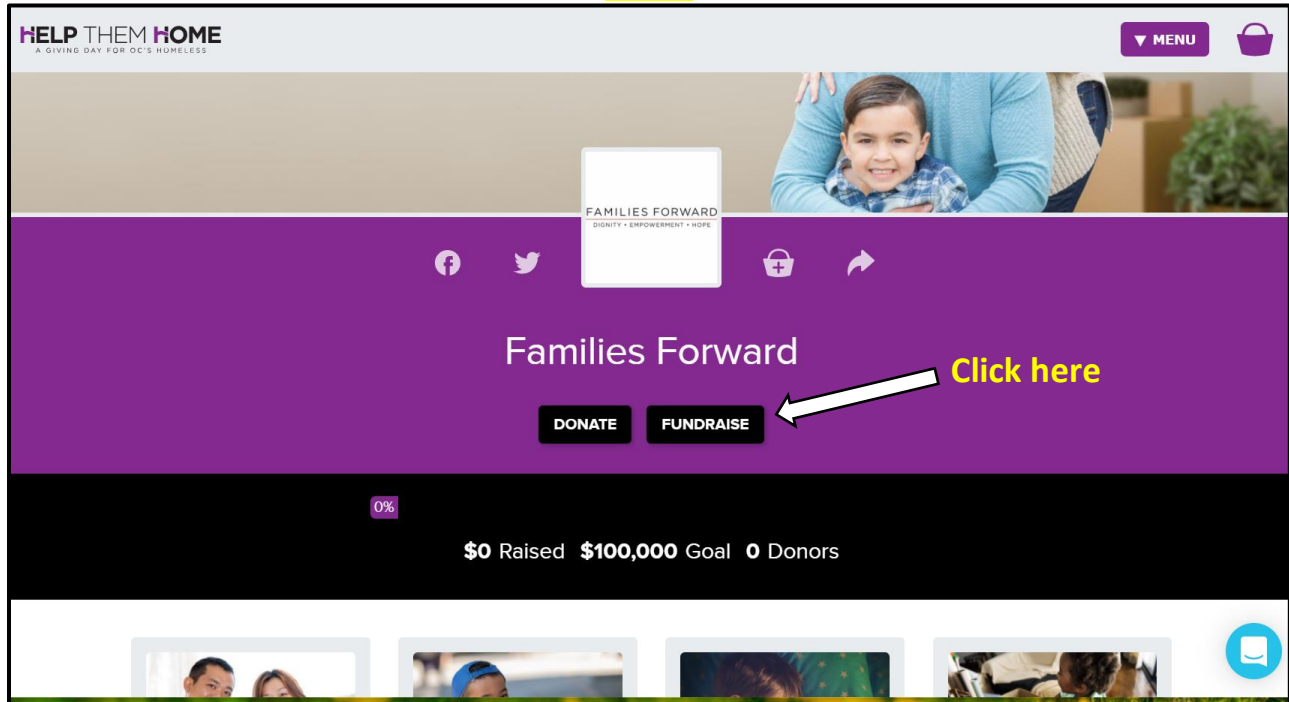 HELP THEM HOME
A GIVING DAY FOR OC'S HOMELESS
▼ MENU
FAMILIES FORWARD
DIGNITY • EMPOWERMENT • HOPE
Families Forward
Click here
DONATE
FUNDRAISE
0%
$0 Raised $100,000 Goal 0 Donors